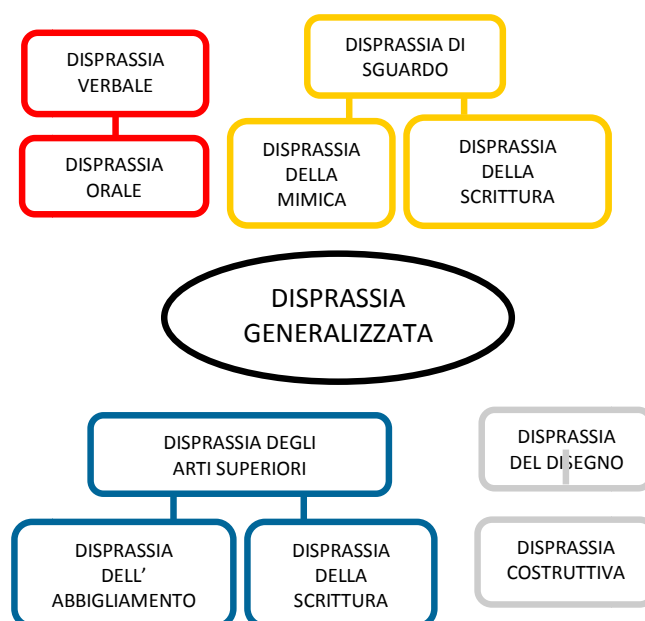 DISPRASSIA
VERBALE
DISPRASSIA
ORALE
DISPRASSIA DI
SGUARDO
DISPRASSIA
DELLA
MIMICA
DISPRASSIA
DELLA
SCRITTURA
DISPRASSIA
GENERALIZZATA
DISPRASSIA DEGLI
ARTI SUPERIORI
DISPRASSIA
DELL’
ABBIGLIAMENTO
DISPRASSIA
DELLA
SCRITTURA
DISPRASSIA
DEL DISEGNO
DISPRASSIA
COSTRUTTIVA